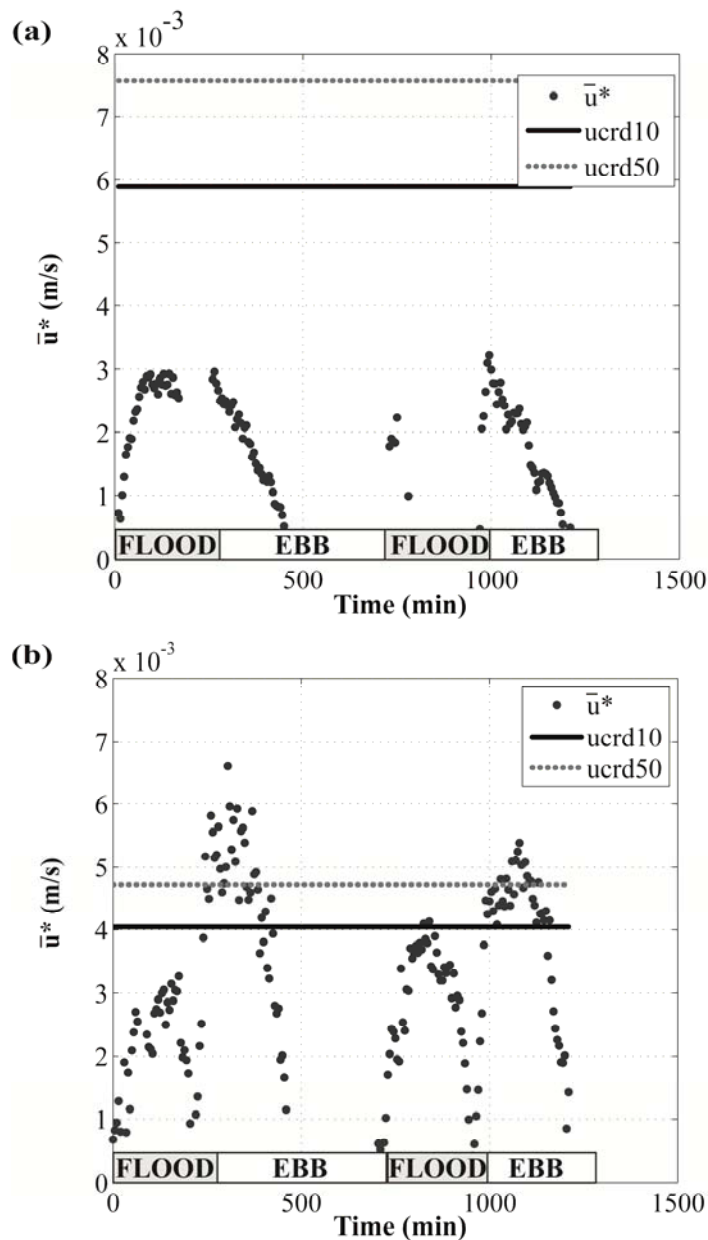 (a)
x 10⁻³
8
7
6
5
4
3
2
1
0
ū* (m/s)
ū*
ucrd10
ucrd50
FLOOD EBB FLOOD EBB
0 500 1000 1500
Time (min)
(b)
x 10⁻³
8
7
6
5
4
3
2
1
0
ū* (m/s)
ū*
ucrd10
ucrd50
FLOOD EBB FLOOD EBB
0 500 1000 1500
Time (min)